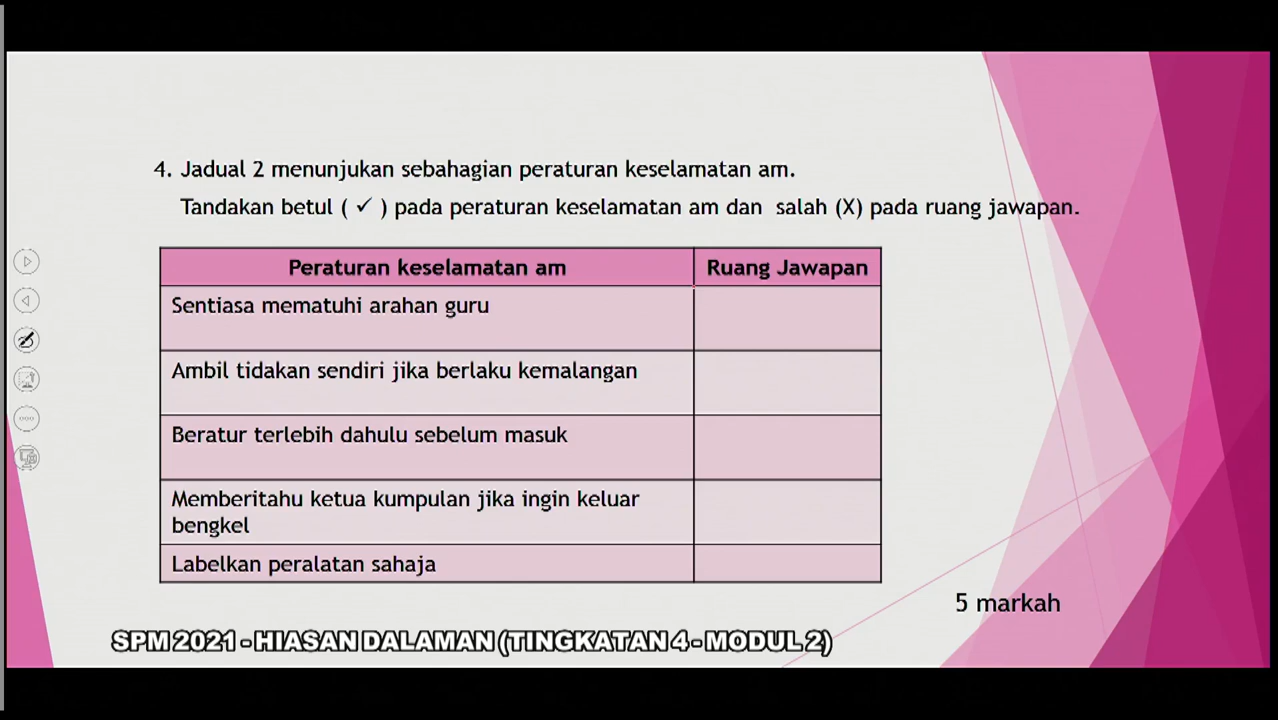 4. Jadual 2 menunjukan sebahagian peraturan keselamatan am.
Tandakan betul ( ✓ ) pada peraturan keselamatan am dan salah (X) pada ruang jawapan.
Peraturan keselamatan am
Ruang Jawapan
Sentiasa mematuhi arahan guru
Ambil tidakan sendiri jika berlaku kemalangan
Beratur terlebih dahulu sebelum masuk
Memberitahu ketua kumpulan jika ingin keluar
bengkel
Labelkan peralatan sahaja
5 markah
SPM 2021 - HIASAN DALAMAN (TINGKATAN 4 - MODUL 2)